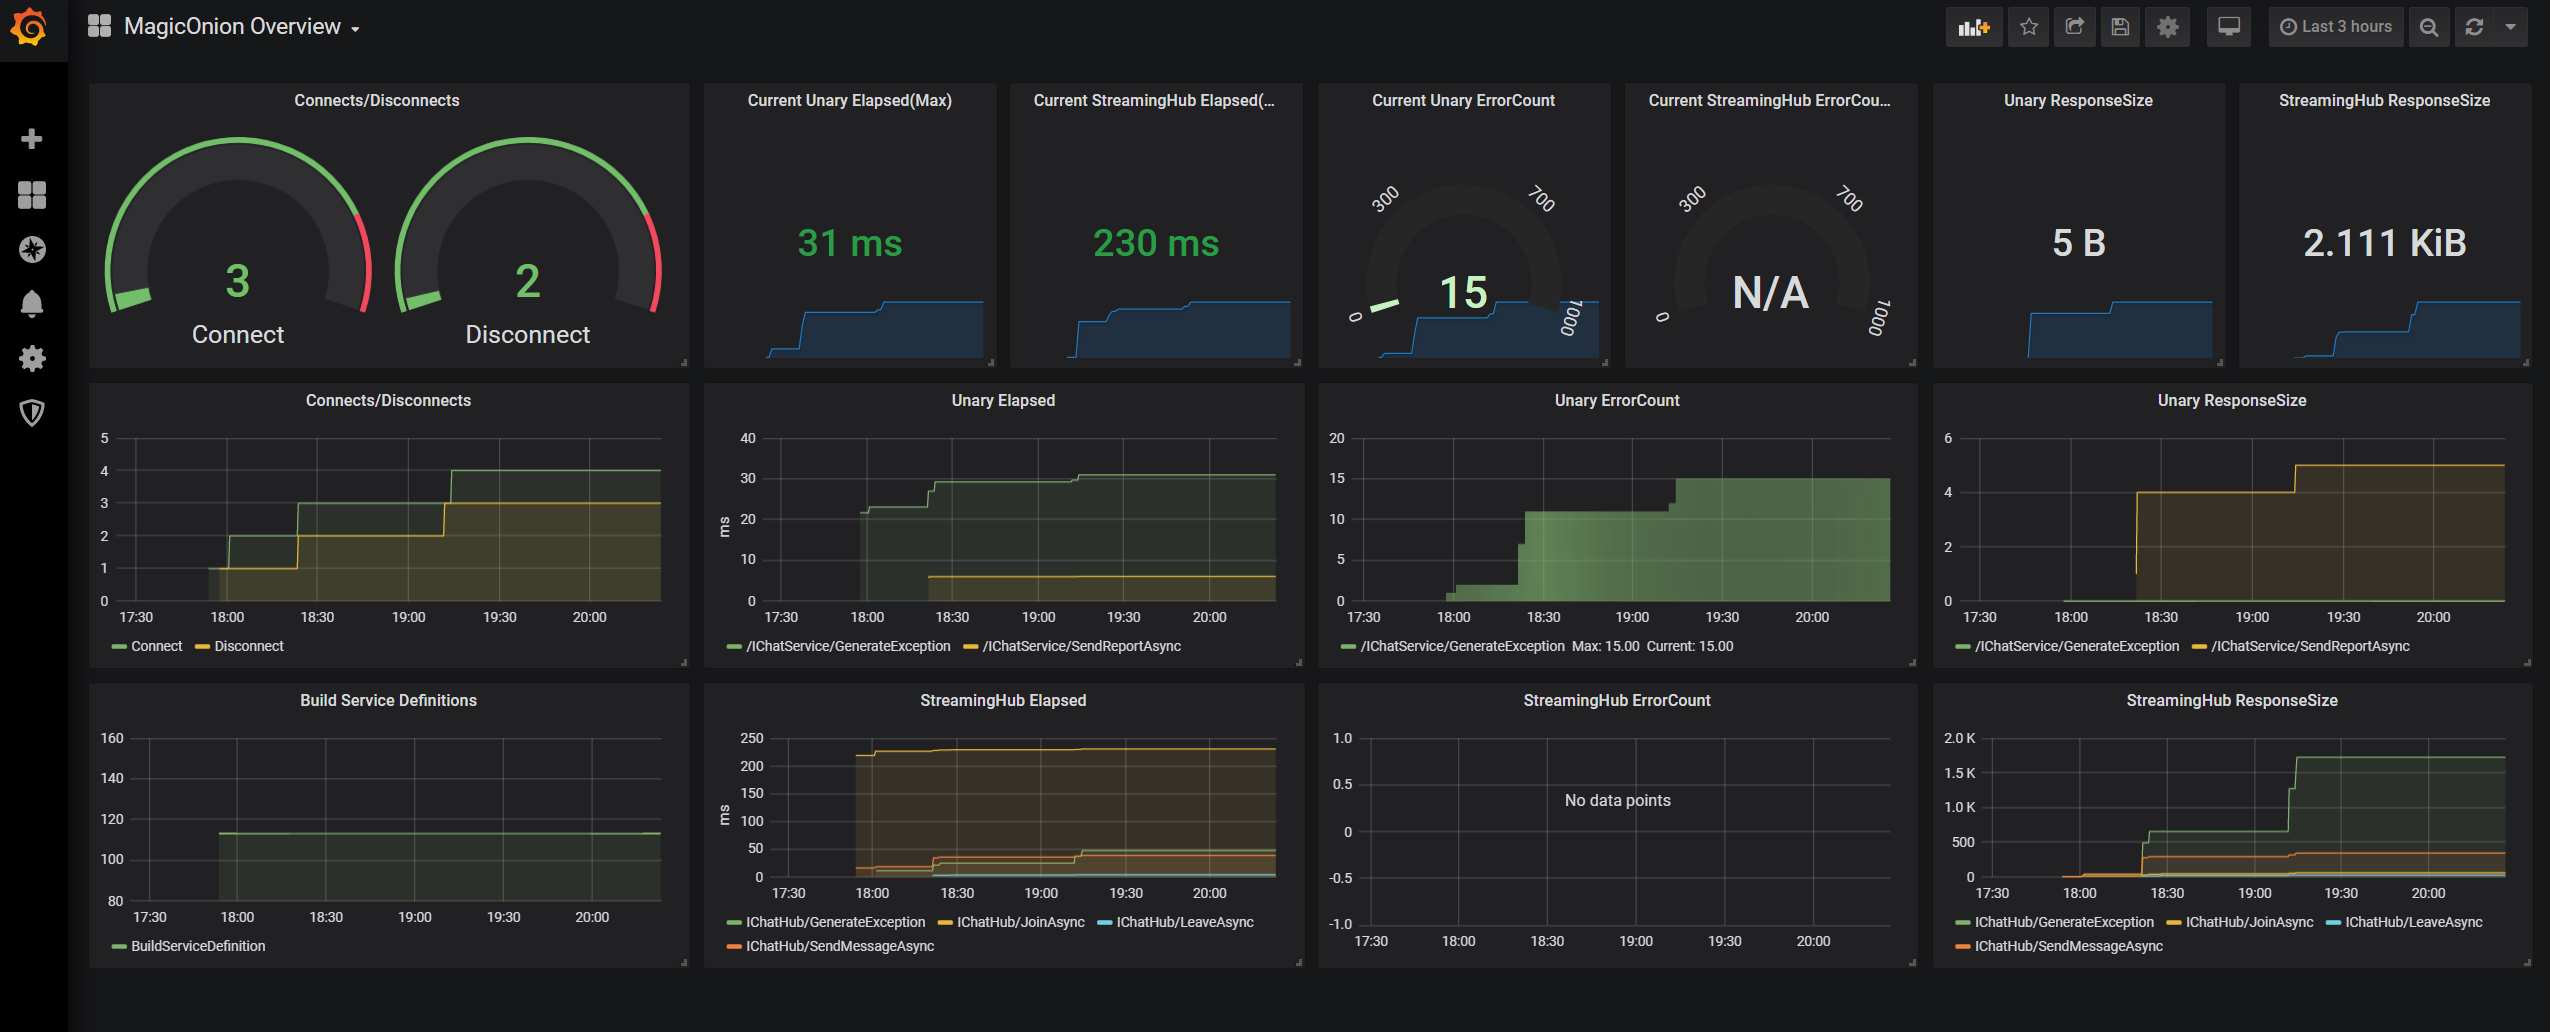 MagicOnion Overview
Last 3 hours
Connects/Disconnects
3
Connect
2
Disconnect
Current Unary Elapsed(Max)
31 ms
Current StreamingHub Elapsed(...
230 ms
Current Unary ErrorCount
0
300
700
1000
15
Current StreamingHub ErrorCou...
0
300
700
1000
N/A
Unary ResponseSize
5 B
StreamingHub ResponseSize
2.111 KiB
Connects/Disconnects
5
4
3
2
1
0
17:30 18:00 18:30 19:00 19:30 20:00
Connect Disconnect
Unary Elapsed
ms
40
30
20
10
0
17:30 18:00 18:30 19:00 19:30 20:00
/IChatService/GenerateException /IChatService/SendReportAsync
Unary ErrorCount
20
15
10
5
0
17:30 18:00 18:30 19:00 19:30 20:00
/IChatService/GenerateException Max: 15.00 Current: 15.00
Unary ResponseSize
6
4
2
0
17:30 18:00 18:30 19:00 19:30 20:00
/IChatService/GenerateException /IChatService/SendReportAsync
Build Service Definitions
160
140
120
100
80
17:30 18:00 18:30 19:00 19:30 20:00
BuildServiceDefinition
StreamingHub Elapsed
ms
250
200
150
100
50
0
17:30 18:00 18:30 19:00 19:30 20:00
IChatHub/GenerateException IChatHub/JoinAsync IChatHub/LeaveAsync
IChatHub/SendMessageAsync
StreamingHub ErrorCount
1.0
0.5
0
-0.5
-1.0
No data points
17:30 18:00 18:30 19:00 19:30 20:00
StreamingHub ResponseSize
2.0 K
1.5 K
1.0 K
500
0
17:30 18:00 18:30 19:00 19:30 20:00
IChatHub/GenerateException IChatHub/JoinAsync IChatHub/LeaveAsync
IChatHub/SendMessageAsync